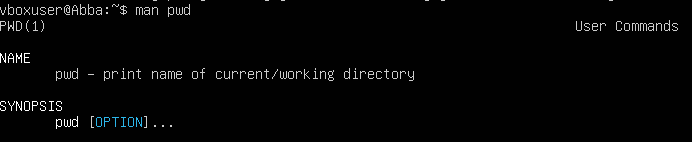 vboxuser@Abba:~$ man pwd
PWD(1) User Commands
NAME
pwd - print name of current/working directory
SYNOPSIS
pwd [OPTION]...